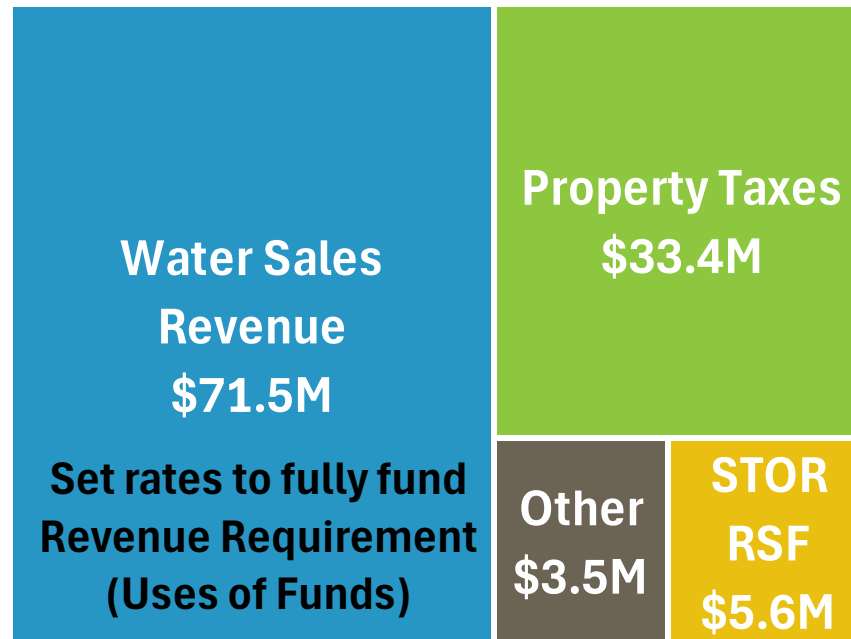 Water Sales
Revenue
$71.5M
Set rates to fully fund
Revenue Requirement
(Uses of Funds)
Property Taxes
$33.4M
Other
$3.5M
STOR
RSF
$5.6M